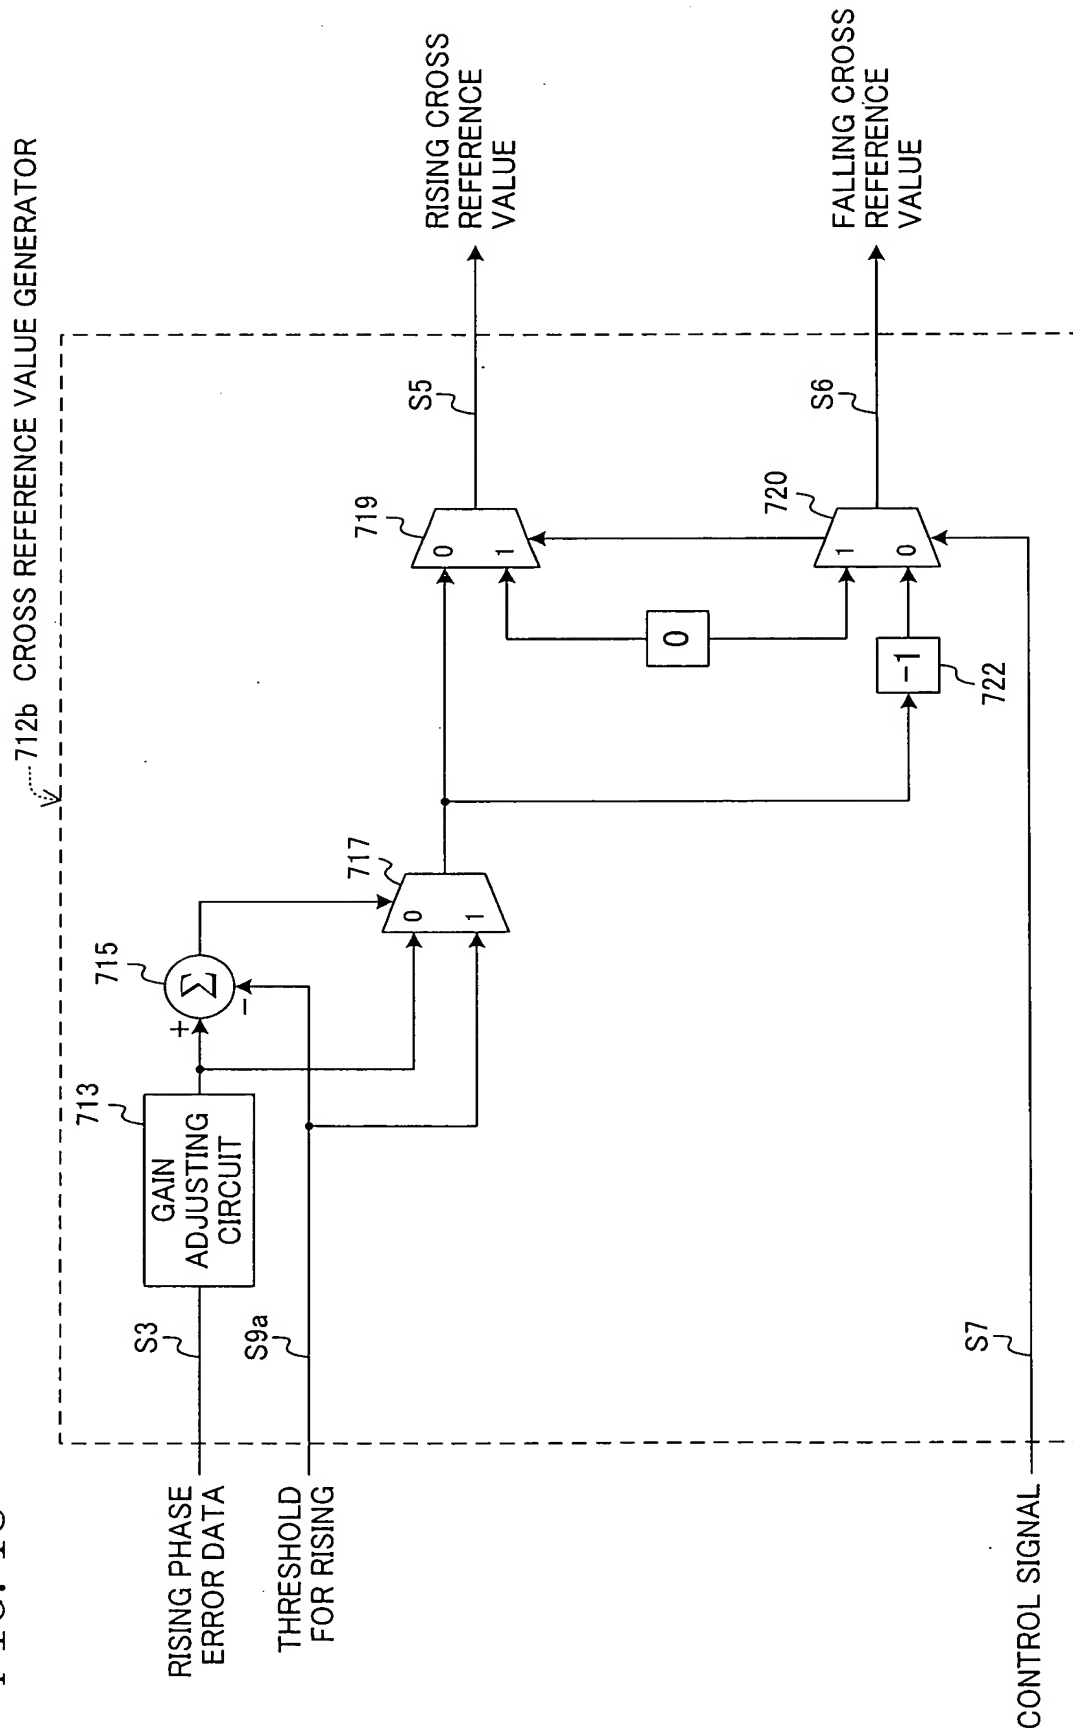 712b CROSS REFERENCE VALUE GENERATOR
RISING PHASE
ERROR DATA
S3
713
GAIN
ADJUSTING
CIRCUIT
THRESHOLD
FOR RISING
S9a
715
+
Σ
-
717
0
1
719
0
1
S5
RISING CROSS
REFERENCE
VALUE
0
720
1
0
-1
722
S6
FALLING CROSS
REFERENCE
VALUE
CONTROL SIGNAL
S7